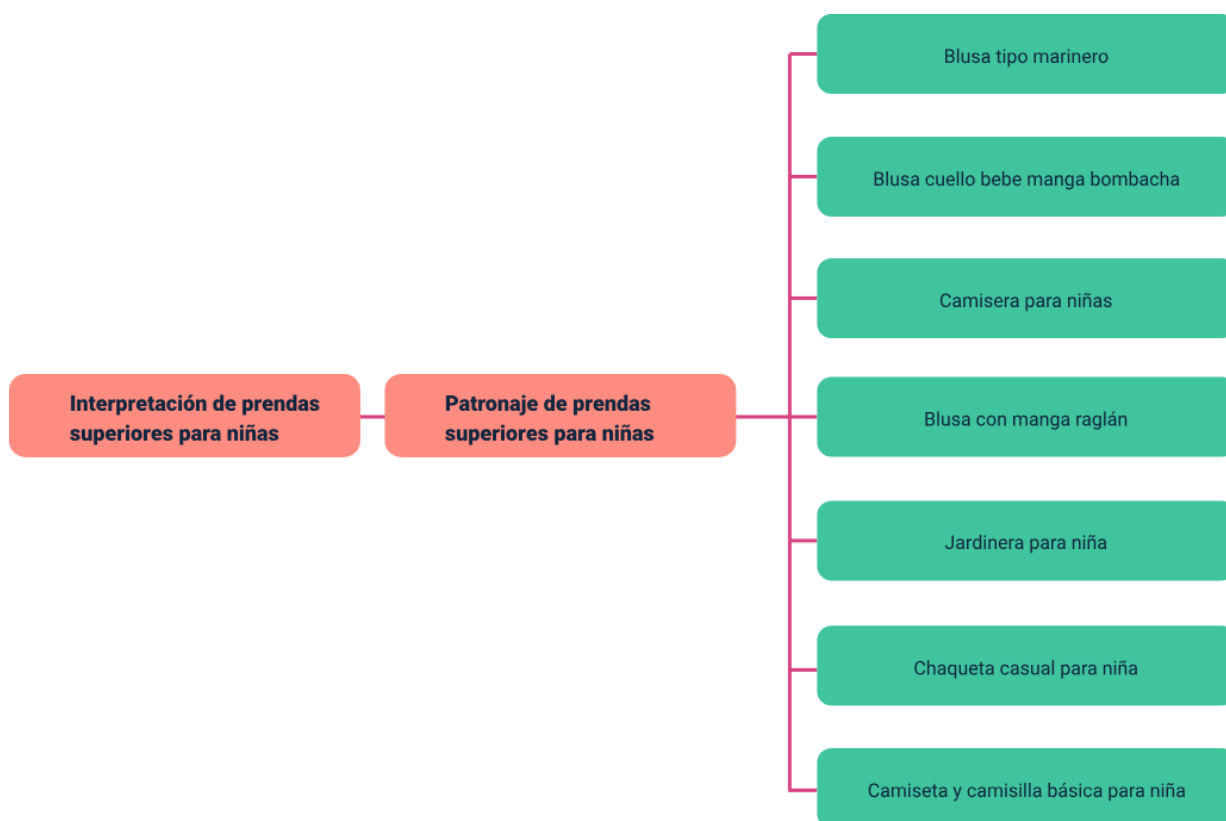 Interpretación de prendas
superiores para niñas
Patronaje de prendas
superiores para niñas
Blusa tipo marinero
Blusa cuello bebe manga bombacha
Camisera para niñas
Blusa con manga raglán
Jardinera para niña
Chaqueta casual para niña
Camiseta y camisilla básica para niña